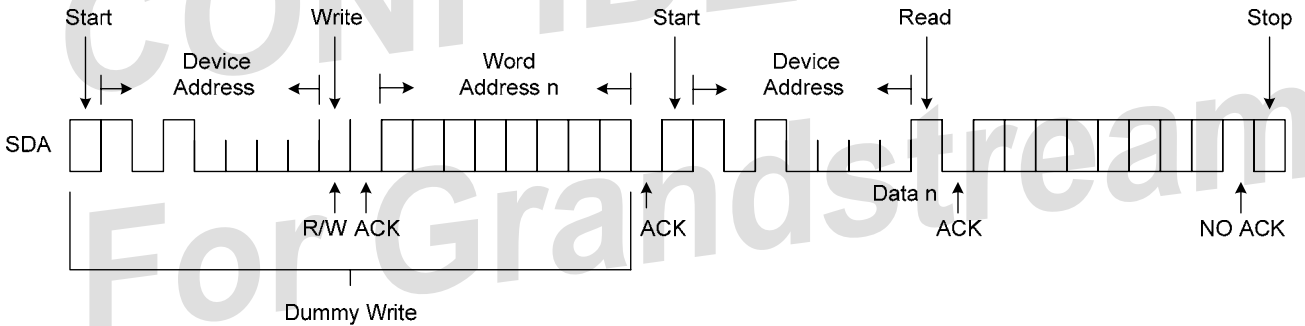 CONFIDE
For Grandstream
Start
Write
Start
Read
Stop
Device
Address
Word
Address n
Device
Address
SDA
Data n
R/W ACK
ACK
ACK
NO ACK
Dummy Write